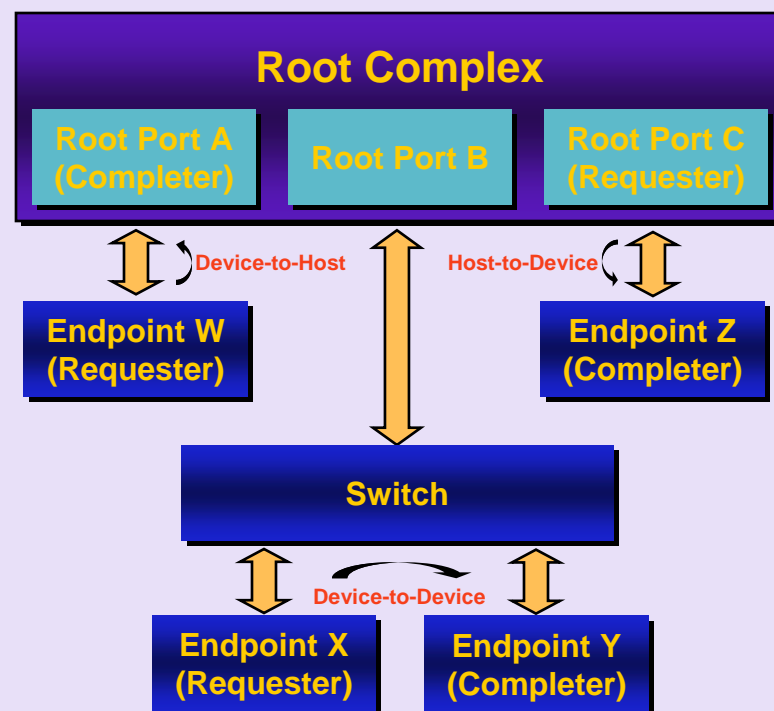 Root Complex
Root Port A
(Completer)
Root Port B
Root Port C
(Requester)
Device-to-Host
Host-to-Device
Endpoint W
(Requester)
Endpoint Z
(Completer)
Switch
Device-to-Device
Endpoint X
(Requester)
Endpoint Y
(Completer)